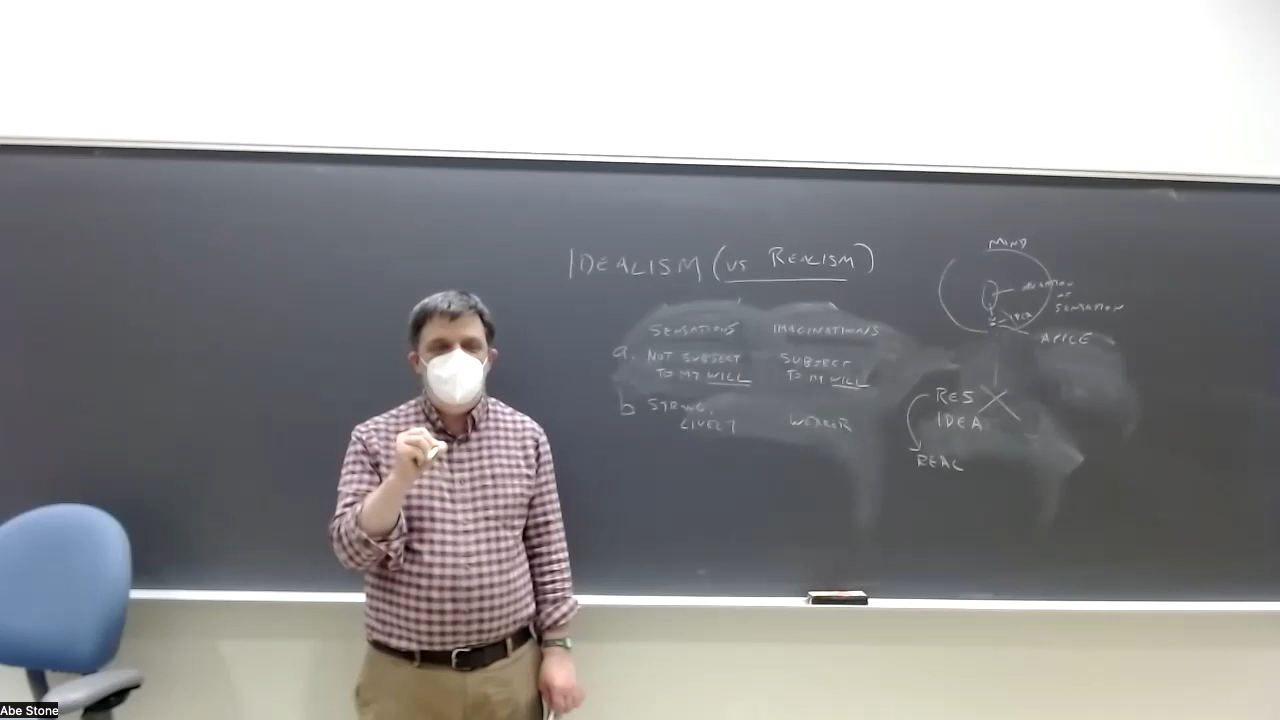 IDEALISM (VS REALISM)
SENSATIONS IMAGINATIONS
a. NOT SUBJECT TO MY WILL
SUBJECT TO MY WILL
b STRONG, LIVELY
WEAKER
MIND
SENSATION
APPLE
RES
IDEA
REAL
Abe Stone